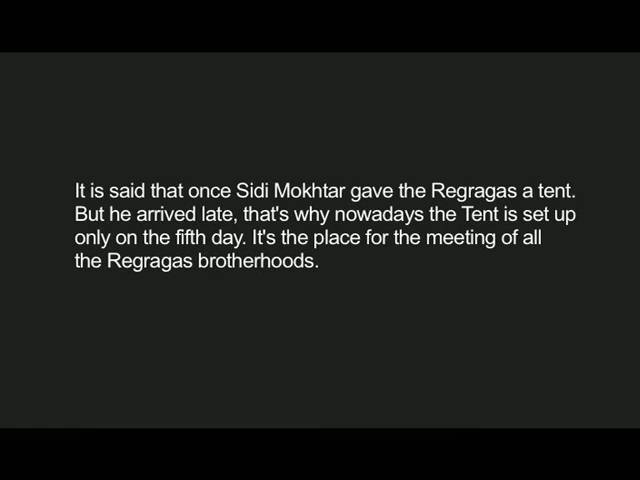 It is said that once Sidi Mokhtar gave the Regragas a tent.
But he arrived late, that's why nowadays the Tent is set up
only on the fifth day. It's the place for the meeting of all
the Regragas brotherhoods.